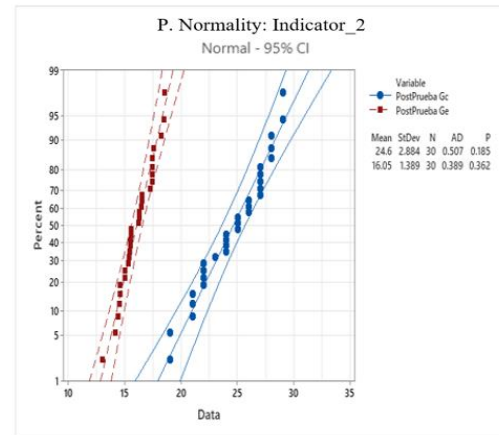 P. Normality: Indicator_2
Normal - 95% CI
99
95
90
80
70
60
50
40
30
20
10
5
1
Percent
10 15 20 25 30 35
Data
Variable
PostPrueba Gc
PostPrueba Ge
Mean StDev N AD P
24.6 2.884 30 0.507 0.185
16.05 1.389 30 0.389 0.362